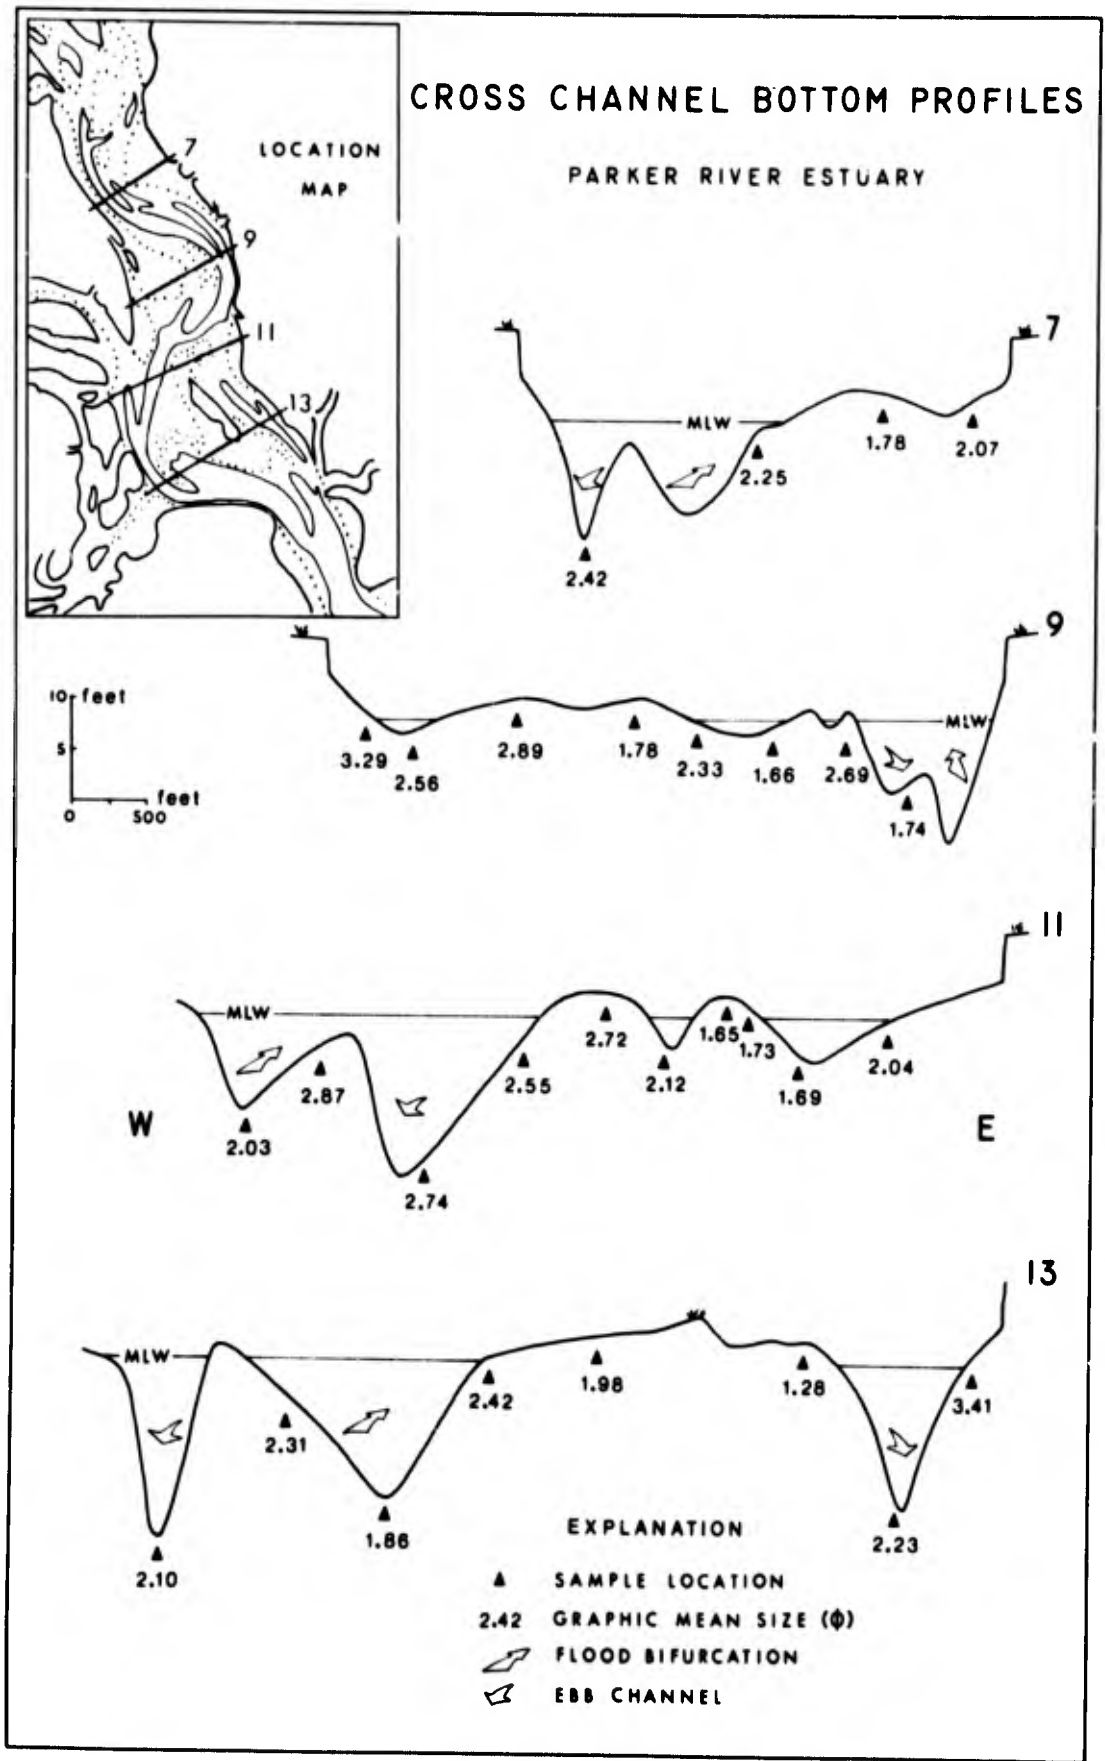 CROSS CHANNEL BOTTOM PROFILES
PARKER RIVER ESTUARY
LOCATION
MAP
7
9
11
13
7
MLW
1.78
2.07
2.25
2.42
9
MLW
3.29
2.56
2.89
1.78
2.33
1.66
2.69
1.74
10 feet
5
feet
0 500
11
MLW
2.03
2.87
2.74
2.55
2.72
2.12
1.65
1.73
1.69
2.04
W
E
13
MLW
2.10
2.31
1.86
2.42
1.98
1.28
2.23
3.41
EXPLANATION
SAMPLE LOCATION
2.42 GRAPHIC MEAN SIZE (Φ)
FLOOD BIFURCATION
EBB CHANNEL